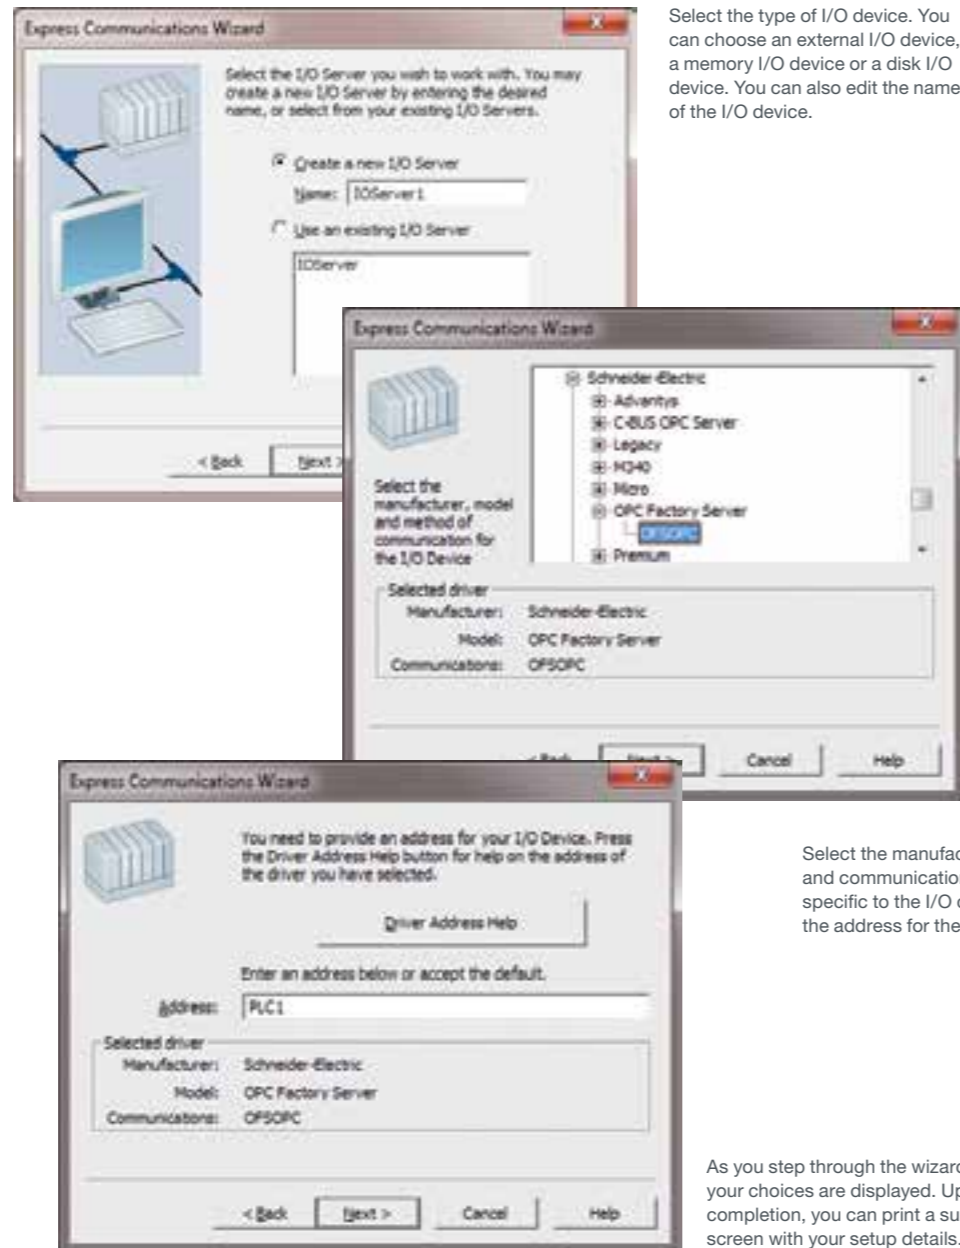 Express Communications Wizard
Select the I/O Server you wish to work with. You may
create a new I/O Server by entering the desired
name, or select from your existing I/O Servers.
Create a new I/O Server
Name: IOServer1
Use an existing I/O Server
IOServer
< Back Next >
Select the type of I/O device. You
can choose an external I/O device,
a memory I/O device or a disk I/O
device. You can also edit the name
of the I/O device.
Express Communications Wizard
Schneider-Electric
Advantys
C-BUS OPC Server
Legacy
M340
Micro
OPC Factory Server
OFSOPC
Premium
Select the
manufacturer, model
and method of
communication for
the I/O Device
Selected driver
Manufacturer: Schneider-Electric
Model: OPC Factory Server
Communications: OFSOPC
< Back Next > Cancel Help
Express Communications Wizard
You need to provide an address for your I/O Device. Press
the Driver Address Help button for help on the address of
the driver you have selected.
Driver Address Help
Enter an address below or accept the default.
Address: PLC1
Selected driver
Manufacturer: Schneider-Electric
Model: OPC Factory Server
Communications: OFSOPC
< Back Next > Cancel Help
Select the
and
specific to the I/O
the address for the
As you step through the
your choices are displayed.
completion, you can print a
screen with your setup details.